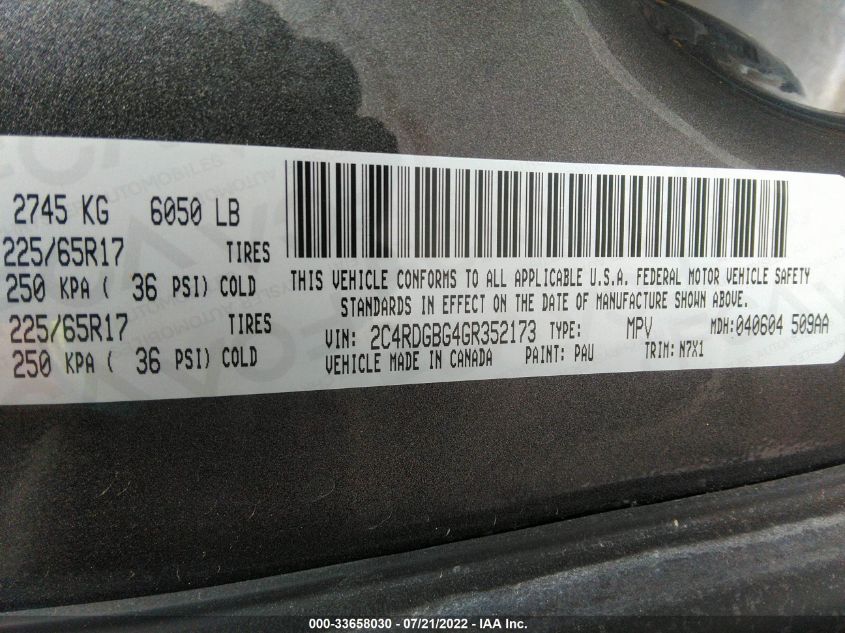 2745 KG 6050 LB
225/65R17 TIRES
250 KPA ( 36 PSI) COLD
225/65R17 TIRES
250 KPA ( 36 PSI) COLD
THIS VEHICLE CONFORMS TO ALL APPLICABLE U.S.A. FEDERAL MOTOR VEHICLE SAFETY
STANDARDS IN EFFECT ON THE DATE OF MANUFACTURE SHOWN ABOVE.
VIN: 2C4RDGBG4GR352173 TYPE: MPV MDH:040604 509AA
VEHICLE MADE IN CANADA PAINT: PAU TRIM: N7X1
000-33658030 - 07/21/2022 - IAA Inc.